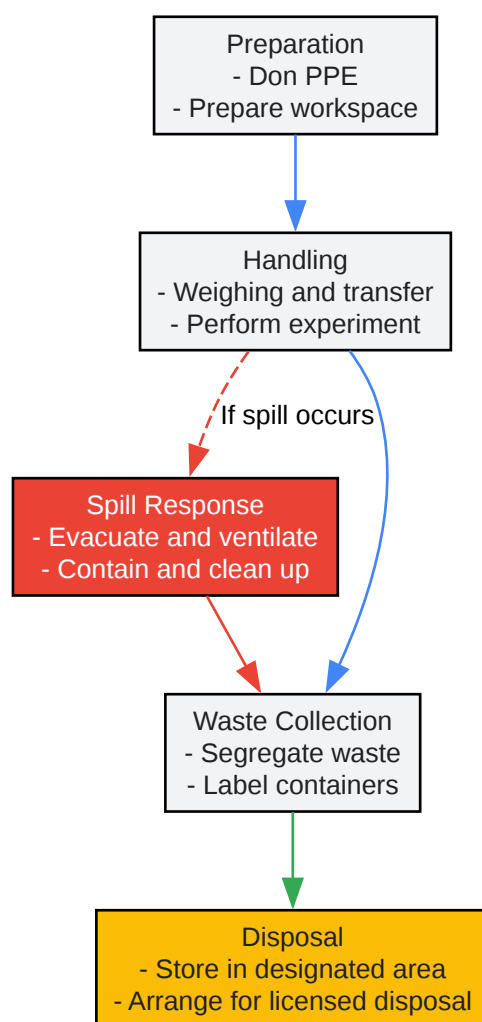 Preparation
- Don PPE
- Prepare workspace
Handling
- Weighing and transfer
- Perform experiment
If spill occurs
Spill Response
- Evacuate and ventilate
- Contain and clean up
Waste Collection
- Segregate waste
- Label containers
Disposal
- Store in designated area
- Arrange for licensed disposal